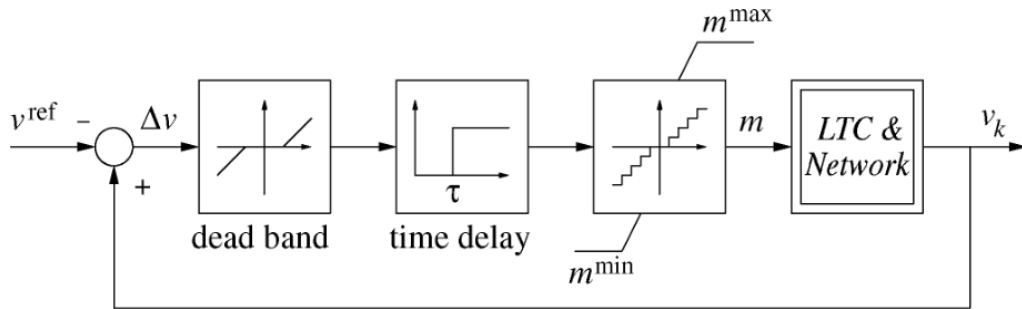 m^max
v^ref
−
Δv
m
LTC &
Network
v_k
+
τ
dead band
time delay
m^min